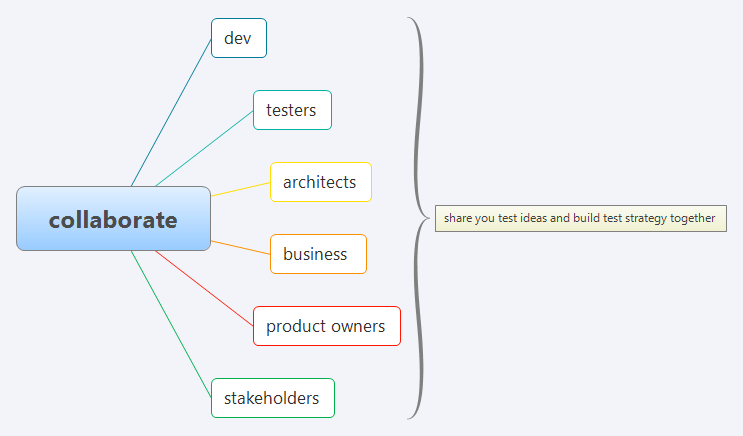 dev
testers
architects
collaborate
share you test ideas and build test strategy together
business
product owners
stakeholders